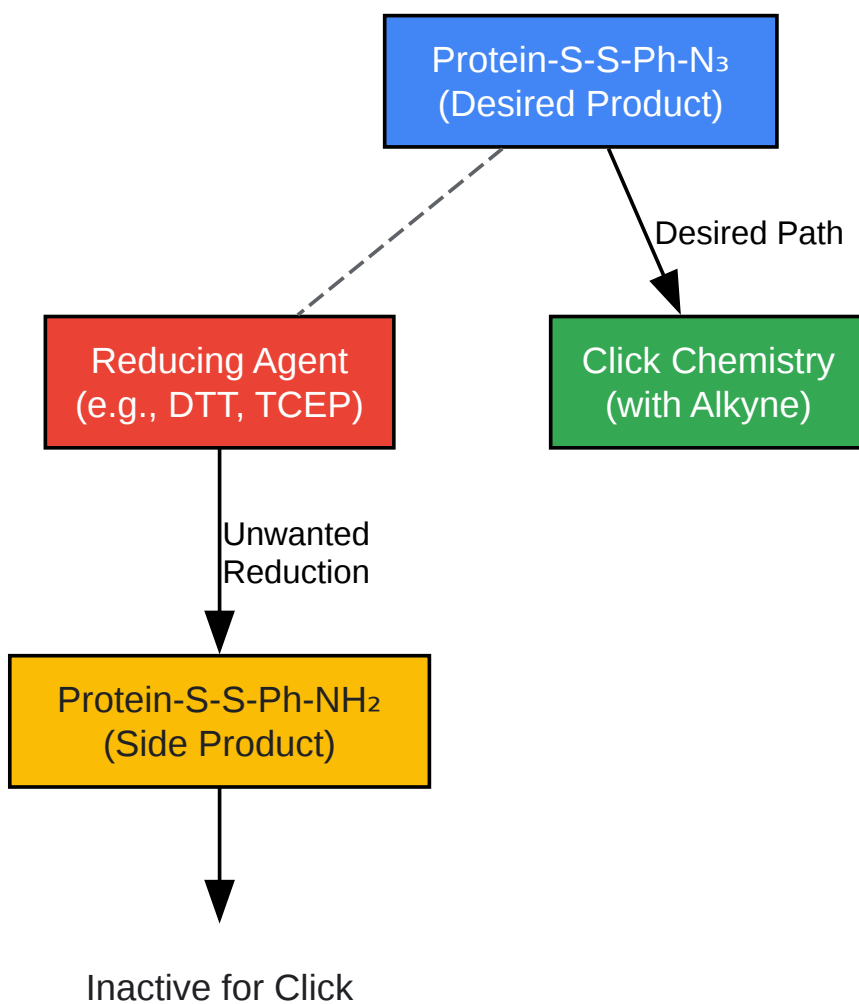 Protein-S-S-Ph-N₃
(Desired Product)
Desired Path
Reducing Agent
(e.g., DTT, TCEP)
Click Chemistry
(with Alkyne)
Unwanted
Reduction
Protein-S-S-Ph-NH₂
(Side Product)
Inactive for Click